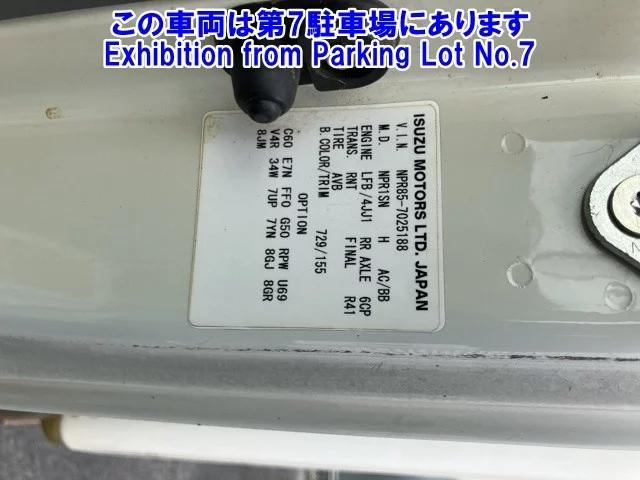 この車両は第7駐車場にあります
Exhibition from Parking Lot No.7
ISUZU MOTORS LTD. JAPAN
V.I.N. NPR85-7025188
M.D. NPR1SN H AC/BB
ENGINE LFB/4JJ1 RR AXLE 6CP
TRANS. RNT FINAL R41
TIRE AVB
B.COLOR/TRIM 729/155
OPTION
C60 E7N FF0 G50 RPW U69
V4R 34W 7UP 7YN 8GJ 8GR
8JM